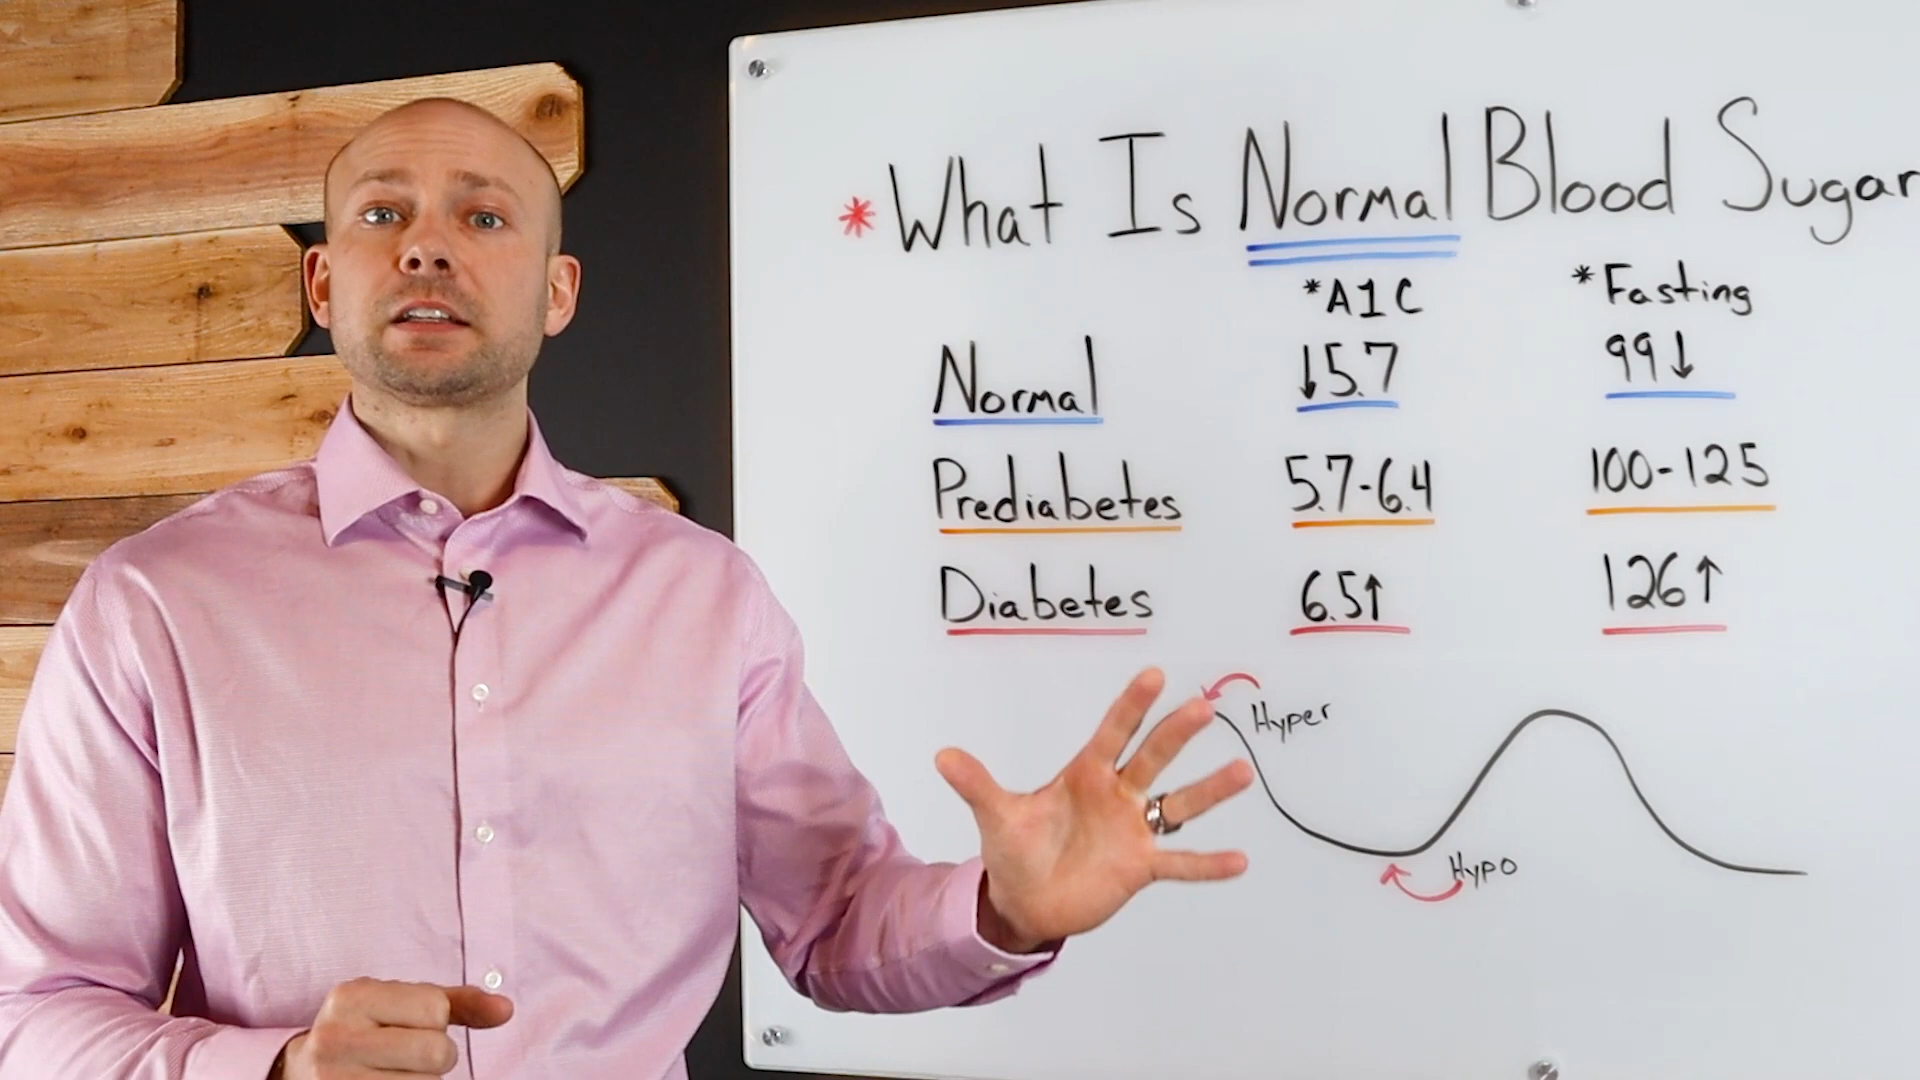 * What Is Normal Blood Sugar
*A1C *Fasting
Normal ↓5.7 99↓
Prediabetes 5.7-6.4 100-125
Diabetes 6.5↑ 126↑
Hyper
Hypo